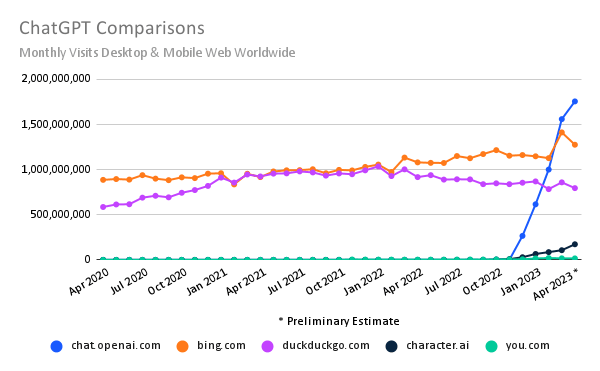 ChatGPT Comparisons
Monthly Visits Desktop & Mobile Web Worldwide
2,000,000,000
1,500,000,000
1,000,000,000
500,000,000
0
Apr 2020
Jul 2020
Oct 2020
Jan 2021
Apr 2021
Jul 2021
Oct 2021
Jan 2022
Apr 2022
Jul 2022
Oct 2022
Jan 2023
Apr 2023 *
* Preliminary Estimate
chat.openai.com bing.com duckduckgo.com character.ai you.com